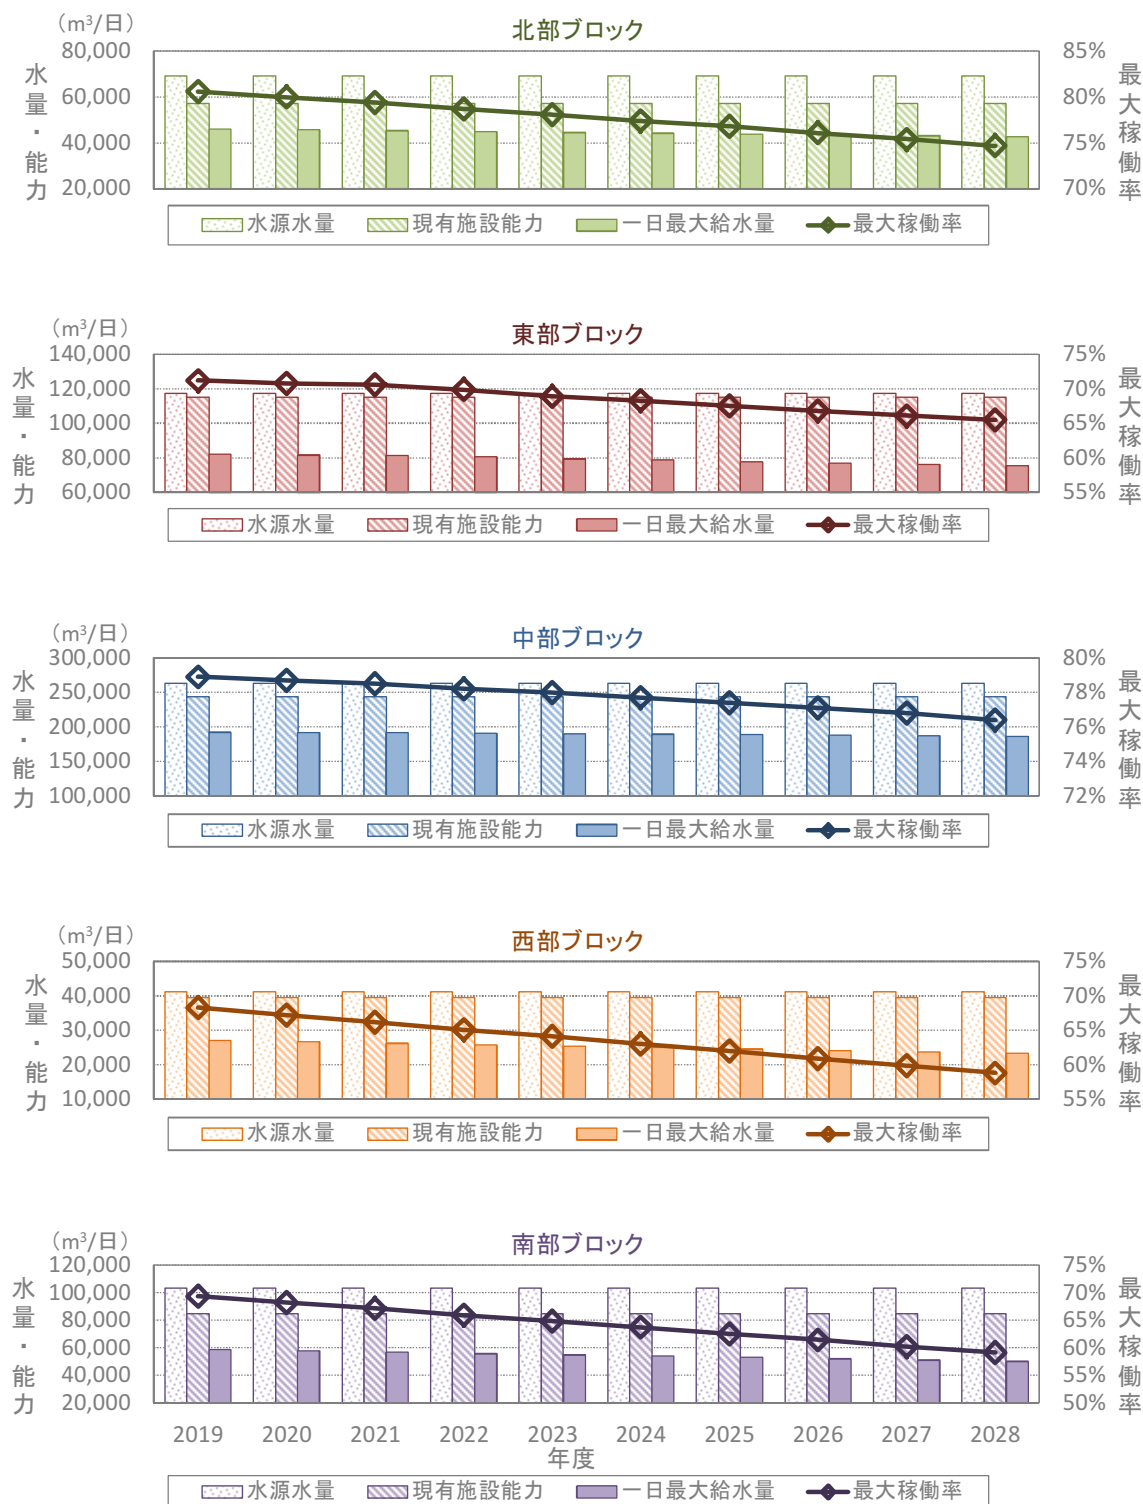 （m³/日）
北部ブロック
水量・能力
80,000
60,000
40,000
20,000
85%
80%
75%
70%
最大稼働率
水源水量 現有施設能力 一日最大給水量 最大稼働率
（m³/日）
東部ブロック
水量・能力
140,000
120,000
100,000
80,000
60,000
75%
70%
65%
60%
55%
最大稼働率
水源水量 現有施設能力 一日最大給水量 最大稼働率
（m³/日）
中部ブロック
水量・能力
300,000
250,000
200,000
150,000
100,000
80%
78%
76%
74%
72%
最大稼働率
水源水量 現有施設能力 一日最大給水量 最大稼働率
（m³/日）
西部ブロック
水量・能力
50,000
40,000
30,000
20,000
10,000
75%
70%
65%
60%
55%
最大稼働率
水源水量 現有施設能力 一日最大給水量 最大稼働率
（m³/日）
南部ブロック
水量・能力
120,000
100,000
80,000
60,000
40,000
20,000
75%
70%
65%
60%
55%
50%
最大稼働率
2019 2020 2021 2022 2023 2024 2025 2026 2027 2028
年度
水源水量 現有施設能力 一日最大給水量 最大稼働率